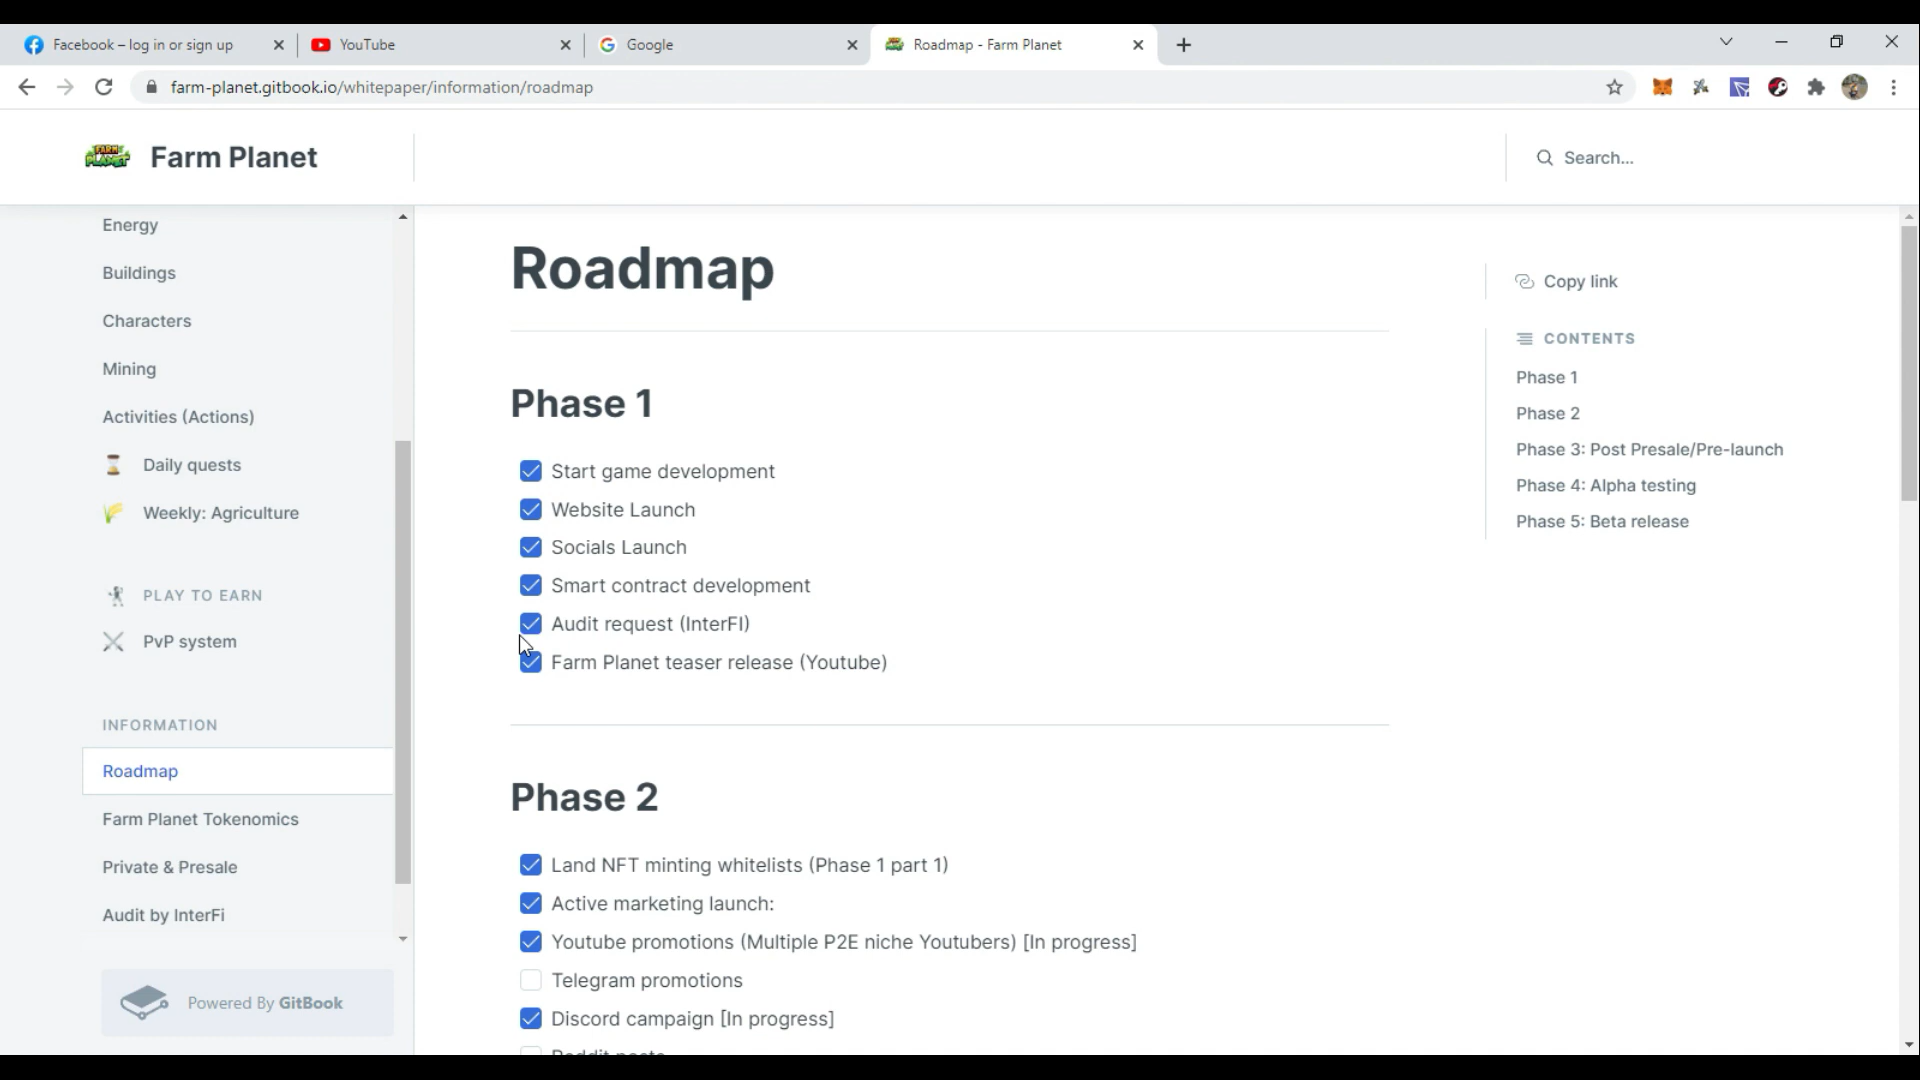 Facebook – log in or sign up
YouTube
Google
Roadmap - Farm Planet
farm-planet.gitbook.io/whitepaper/information/roadmap
FARM PLANET
Farm Planet
Search...
Energy
Buildings
Characters
Mining
Activities (Actions)
Daily quests
Weekly: Agriculture
PLAY TO EARN
PvP system
INFORMATION
Roadmap
Farm Planet Tokenomics
Private & Presale
Audit by InterFi
Powered By GitBook
Roadmap
Phase 1
Start game development
Website Launch
Socials Launch
Smart contract development
Audit request (InterFI)
Farm Planet teaser release (Youtube)
Phase 2
Land NFT minting whitelists (Phase 1 part 1)
Active marketing launch:
Youtube promotions (Multiple P2E niche Youtubers) [In progress]
Telegram promotions
Discord campaign [In progress]
Copy link
CONTENTS
Phase 1
Phase 2
Phase 3: Post Presale/Pre-launch
Phase 4: Alpha testing
Phase 5: Beta release